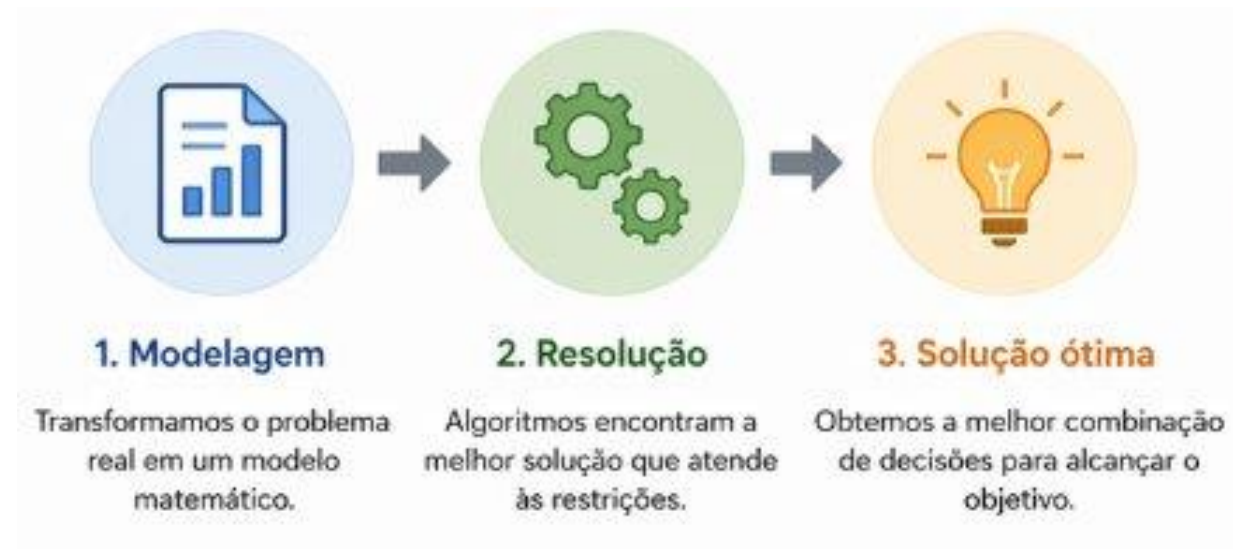 1. Modelagem
Transformamos o problema
real em um modelo
matemático.
2. Resolução
Algoritmos encontram a
melhor solução que atende
às restrições.
3. Solução ótima
Obtemos a melhor combinação
de decisões para alcançar o
objetivo.